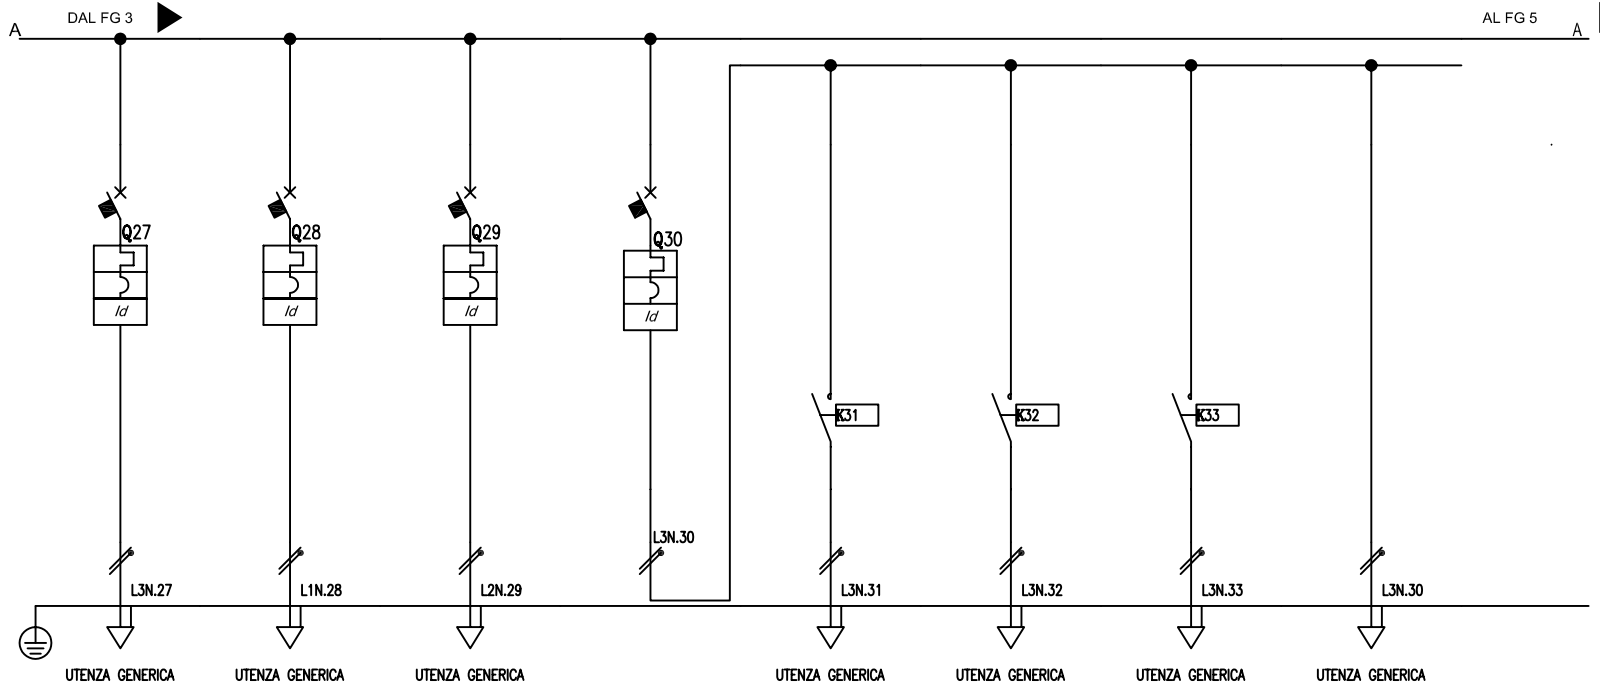 DAL FG 3
AL FG 5
A
A
Q27
Q28
Q29
Q30
Id
Id
Id
Id
K31
K32
K33
L3N.30
L3N.27
L1N.28
L2N.29
L3N.31
L3N.32
L3N.33
L3N.30
UTENZA GENERICA
UTENZA GENERICA
UTENZA GENERICA
UTENZA GENERICA
UTENZA GENERICA
UTENZA GENERICA
UTENZA GENERICA